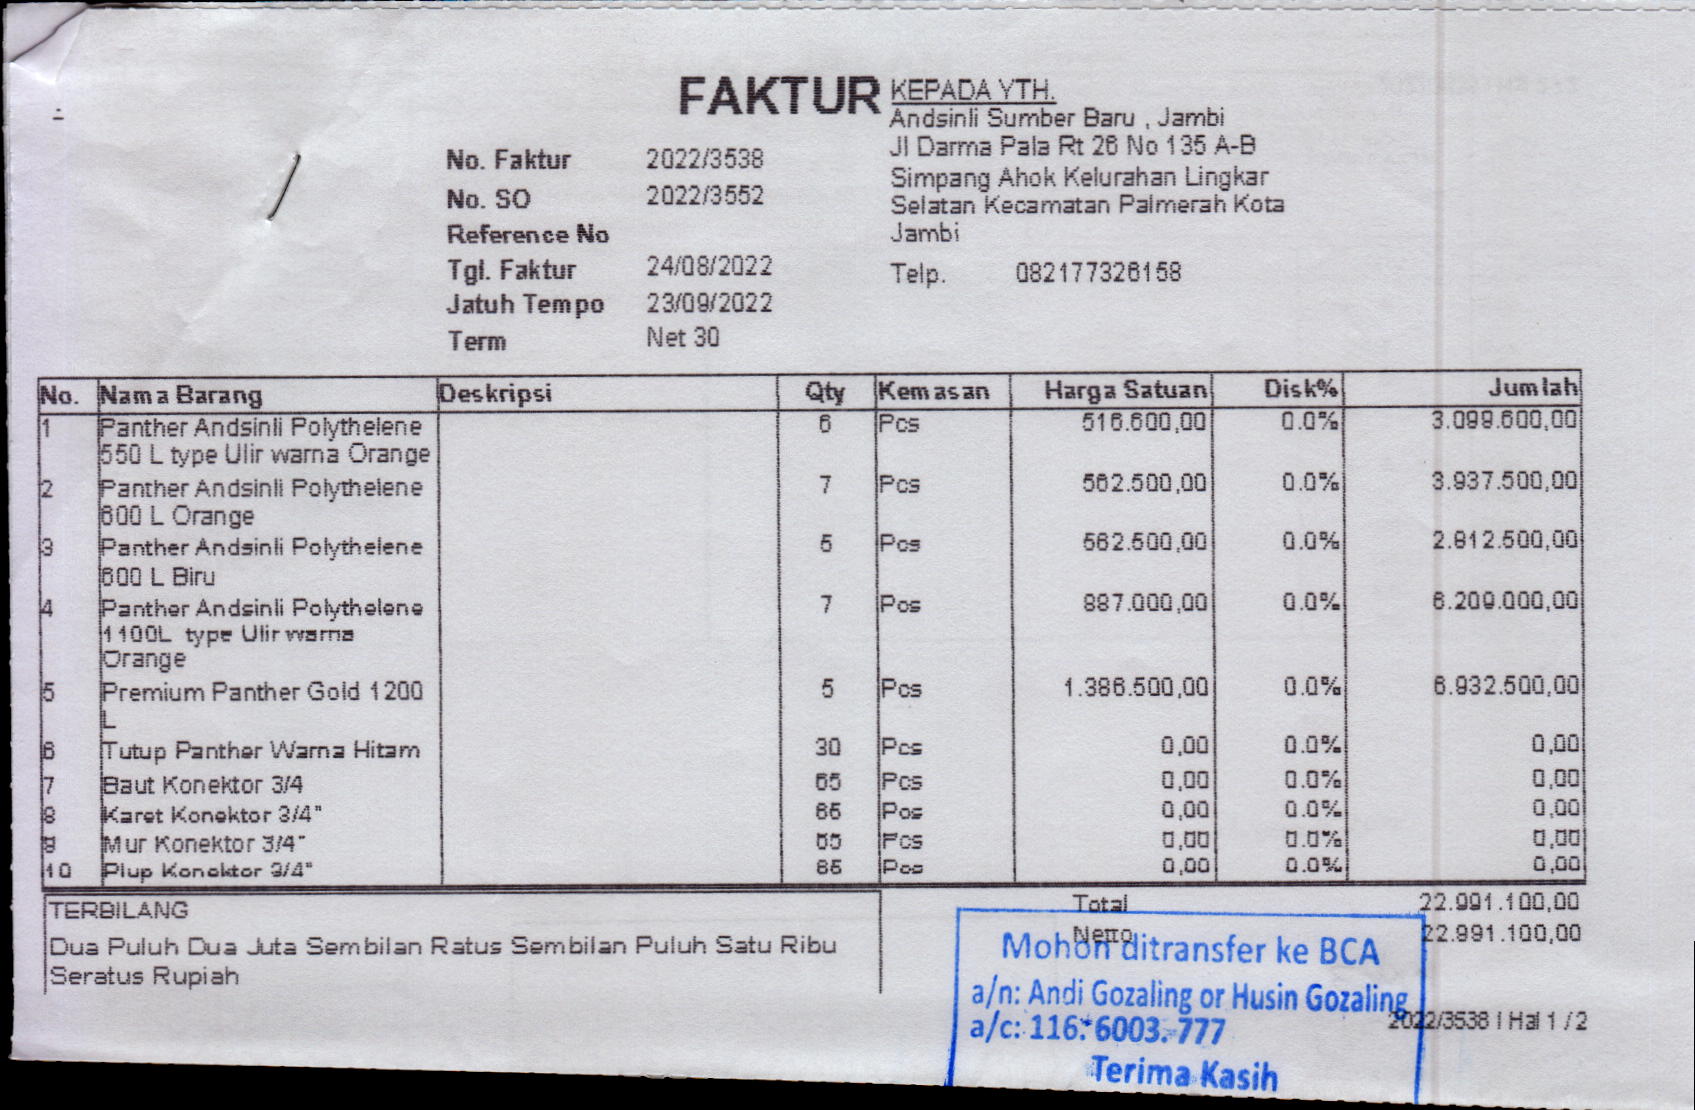 FAKTUR
KEPADA YTH.
Andsinli Sumber Baru , Jambi
Jl Darma Pala Rt 26 No 135 A-B
Simpang Ahok Kelurahan Lingkar
Selatan Kecamatan Palmerah Kota
Jambi
Telp. 082177326158
No. Faktur 2022/3538
No. SO 2022/3552
Reference No
Tgl. Faktur 24/08/2022
Jatuh Tempo 23/09/2022
Term Net 30
No. Nama Barang Deskripsi Qty Kemasan Harga Satuan Disk% Jumlah
1 Panther Andsinli Polythelene 6 Pcs 516.600,00 0.0% 3.099.600,00
550 L type Ulir warna Orange
2 Panther Andsinli Polythelene 7 Pcs 562.500,00 0.0% 3.937.500,00
600 L Orange
3 Panther Andsinli Polythelene 5 Pcs 562.500,00 0.0% 2.812.500,00
600 L Biru
4 Panther Andsinli Polythelene 7 Pcs 887.000,00 0.0% 6.209.000,00
1100L type Ulir warna
Orange
5 Premium Panther Gold 1200 5 Pcs 1.386.500,00 0.0% 6.932.500,00
L
6 Tutup Panther Warna Hitam 30 Pcs 0,00 0.0% 0,00
7 Baut Konektor 3/4 65 Pcs 0,00 0.0% 0,00
8 Karet Konektor 3/4" 65 Pcs 0,00 0.0% 0,00
9 Mur Konektor 3/4" 65 Pcs 0,00 0.0% 0,00
10 Plup Konektor 3/4" 65 Pcs 0,00 0.0% 0,00
TERBILANG
Dua Puluh Dua Juta Sembilan Ratus Sembilan Puluh Satu Ribu
Seratus Rupiah
Total 22.991.100,00
Netto 22.991.100,00
Mohon ditransfer ke BCA
a/n: Andi Gozaling or Husin Gozaling
a/c: 116. 6003. 777
Terima Kasih
2022/3538 | Hal 1 / 2